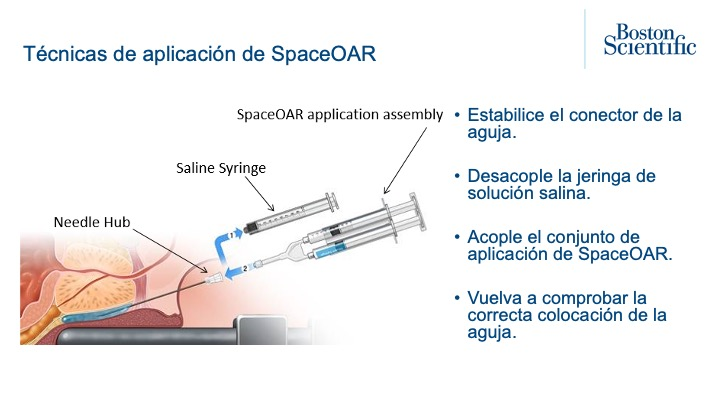 Técnicas de aplicación de SpaceOAR
Boston
Scientific
SpaceOAR application assembly
Saline Syringe
Needle Hub
1
2
• Estabilice el conector de la
aguja.
• Desacople la jeringa de
solución salina.
• Acople el conjunto de
aplicación de SpaceOAR.
• Vuelva a comprobar la
correcta colocación de la
aguja.